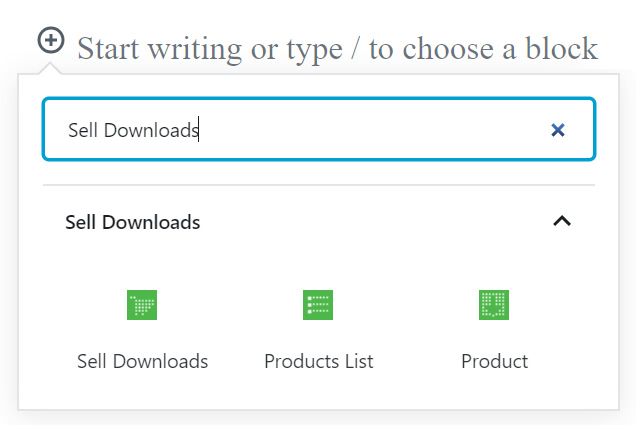 Start writing or type / to choose a block
Sell Downloads
Sell Downloads
Sell Downloads
Products List
Product